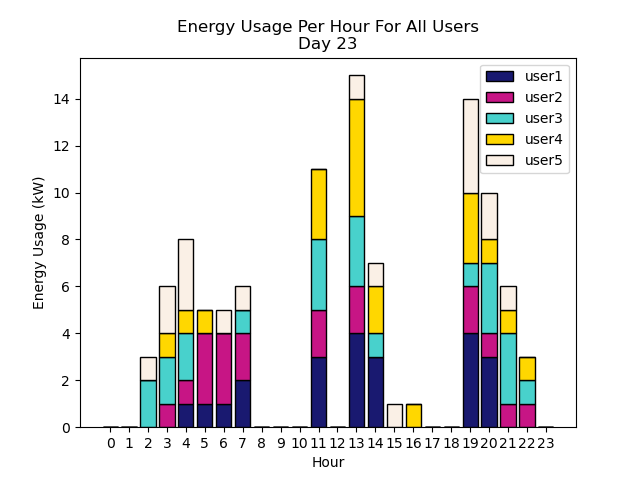 Energy Usage Per Hour For All Users
Day 23
user1
user2
user3
user4
user5
Energy Usage (kW)
14
12
10
8
6
4
2
0
0 1 2 3 4 5 6 7 8 9 10 11 12 13 14 15 16 17 18 19 20 21 22 23
Hour